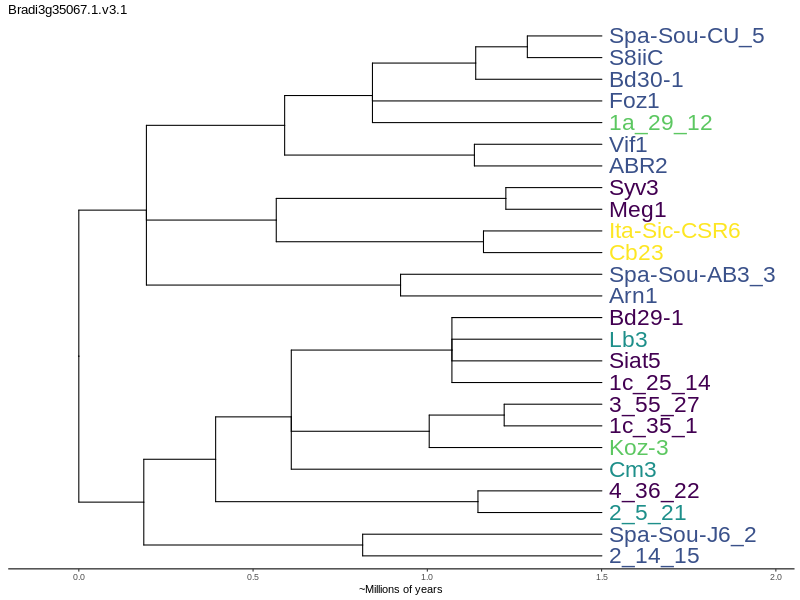 Bradi3g35067.1.v3.1
Spa-Sou-CU_5
S8iiC
Bd30-1
Foz1
1a_29_12
Vif1
ABR2
Syv3
Meg1
Ita-Sic-CSR6
Cb23
Spa-Sou-AB3_3
Arn1
Bd29-1
Lb3
Siat5
1c_25_14
3_55_27
1c_35_1
Koz-3
Cm3
4_36_22
2_5_21
Spa-Sou-J6_2
2_14_15
0.0 0.5 1.0 1.5 2.0
~Millions of years